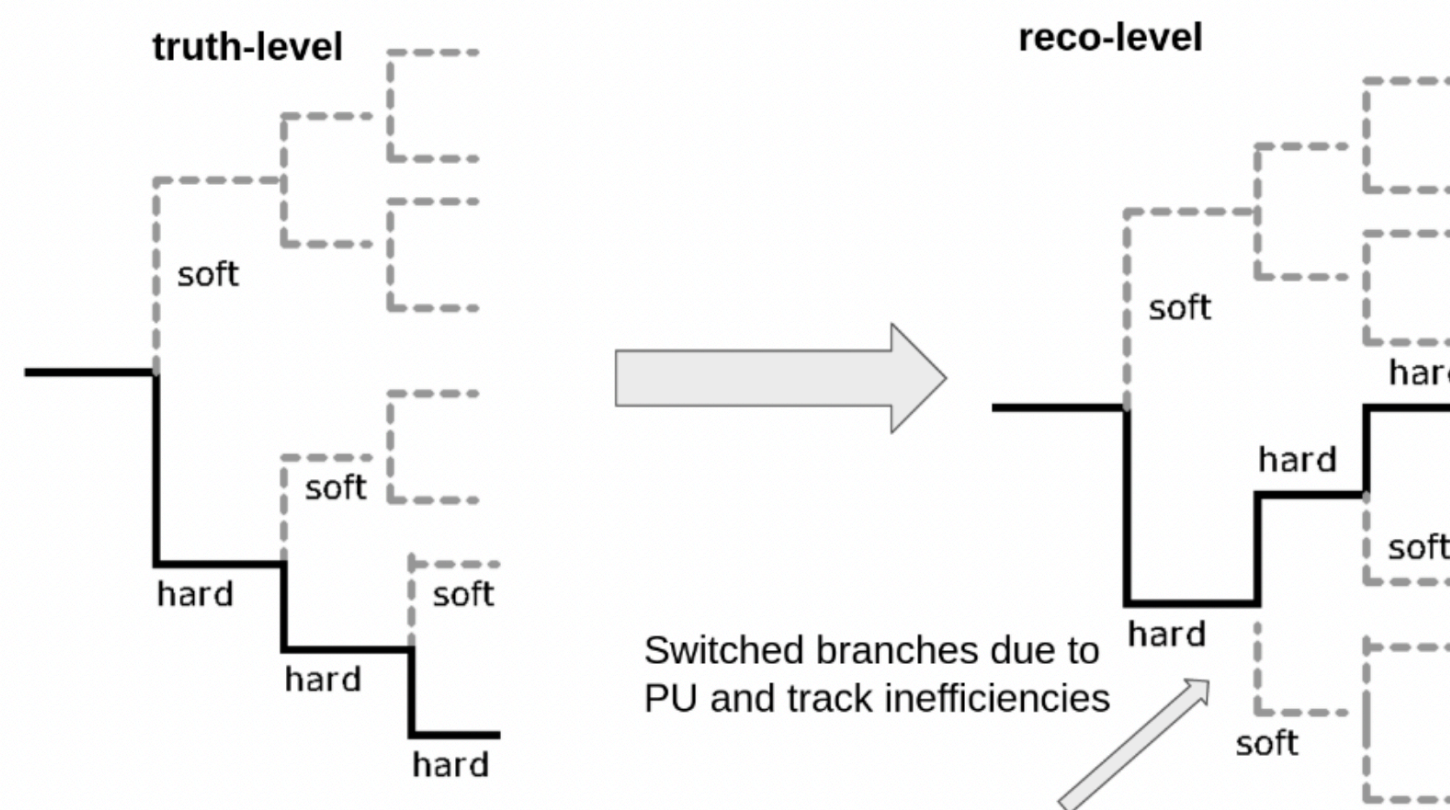 truth-level
soft
soft
hard
soft
hard
hard
Switched branches due to
PU and track inefficiencies
reco-level
soft
hard
hard
soft
hard
soft